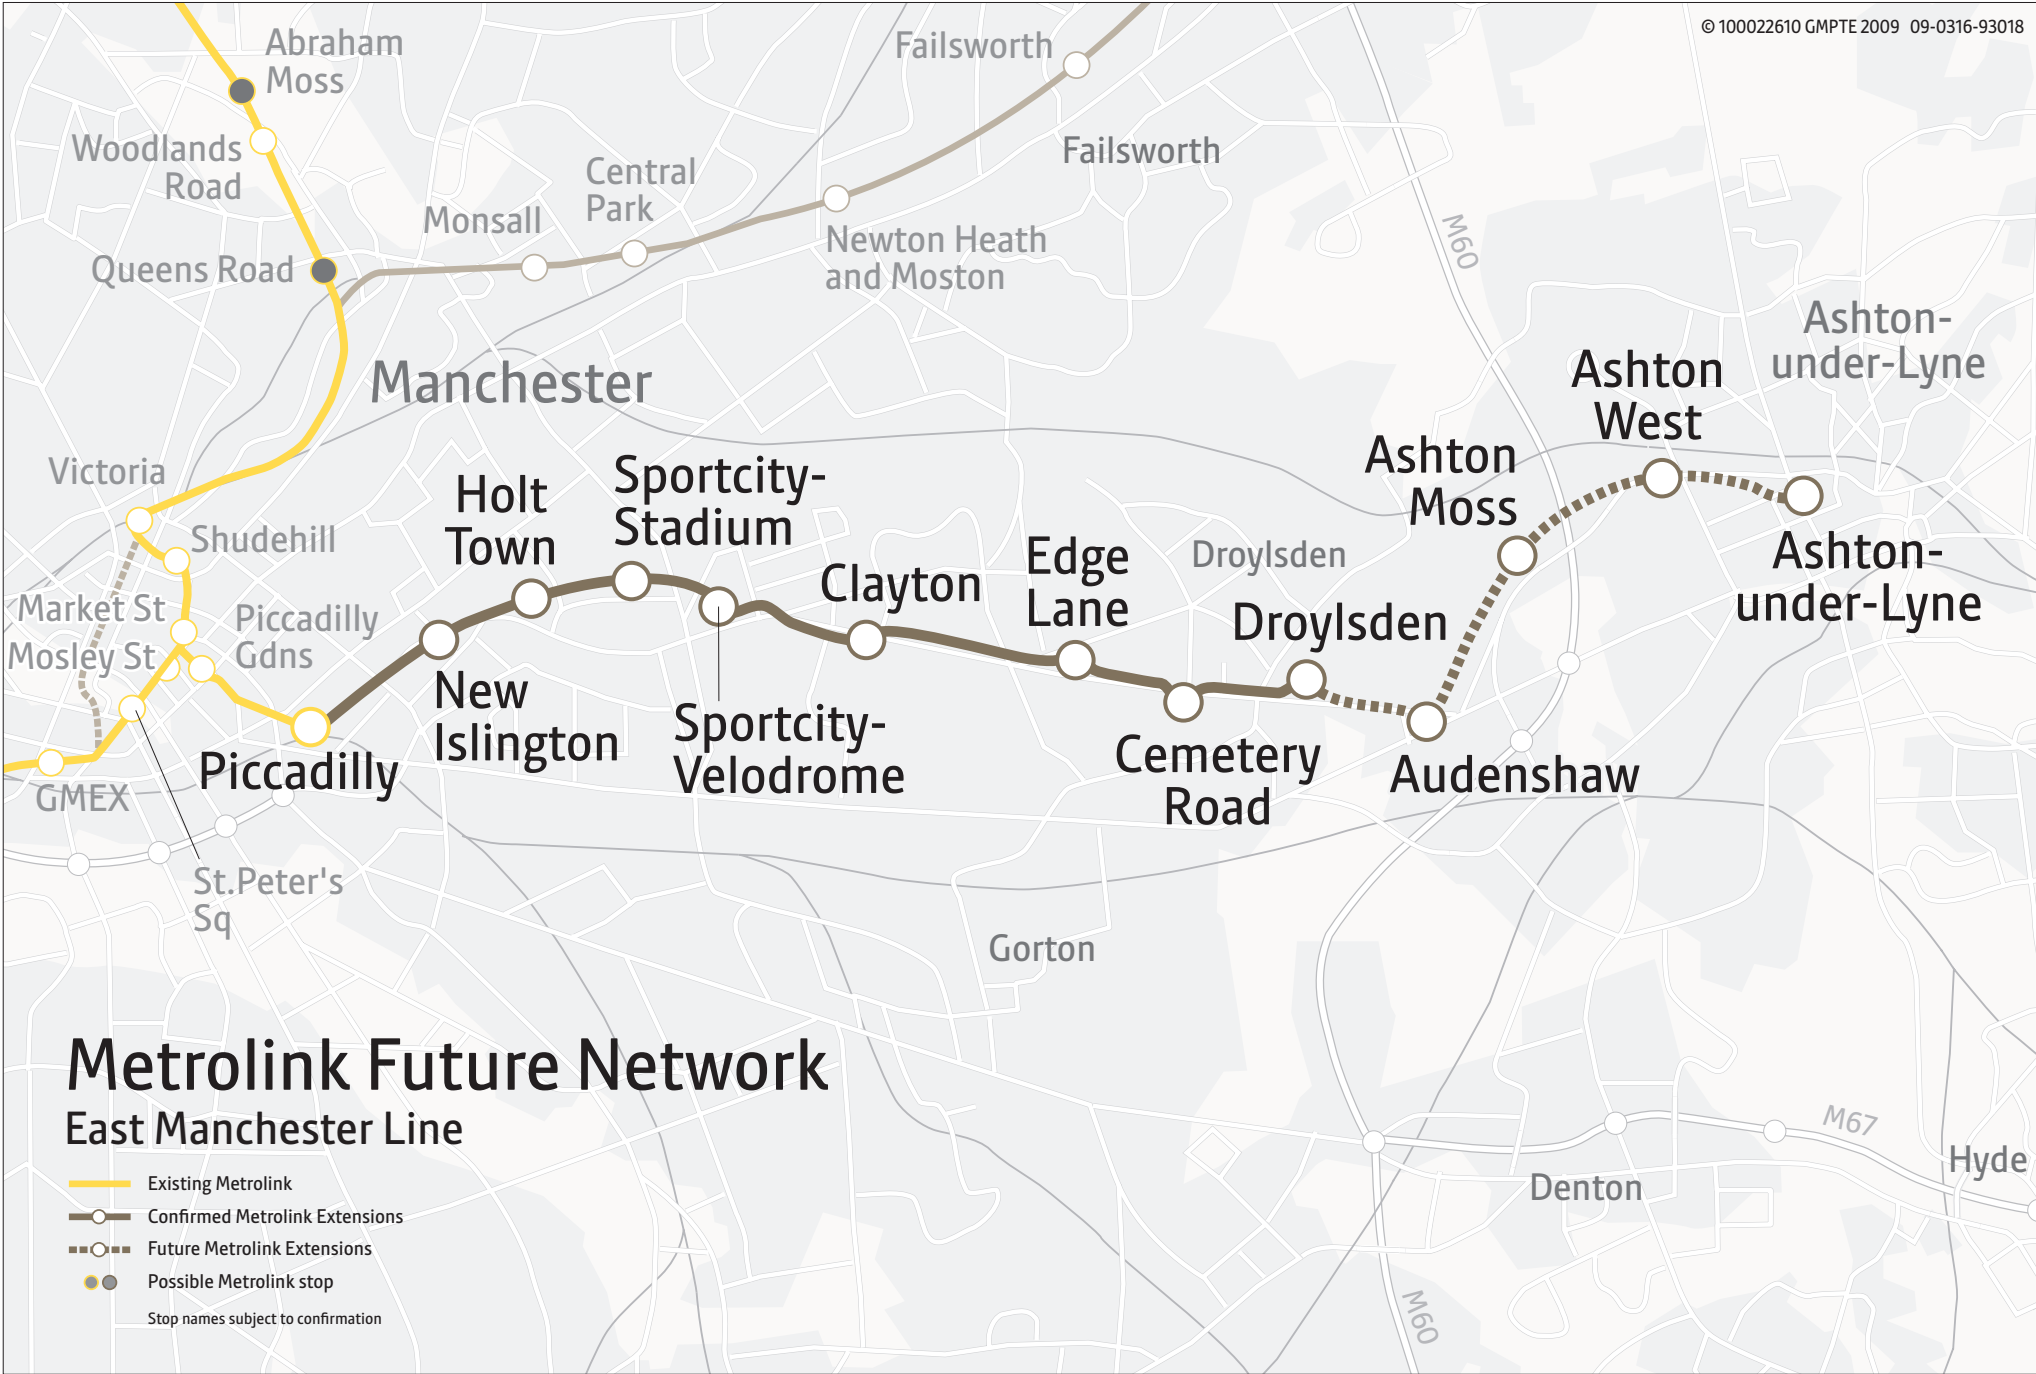 © 100022610 GMPTE 2009 09-0316-93018
Abraham
Moss
Failsworth
Woodlands
Road
Central
Park
Failsworth
Monsall
Newton Heath
and Moston
M60
Queens Road
Ashton-
under-Lyne
Manchester
Ashton
West
Victoria
Holt
Town
Sportcity-
Stadium
Ashton
Moss
Shudehill
Clayton
Edge
Lane
Droylsden
Ashton-
under-Lyne
Market St
Mosley St
Piccadilly
Gdns
Droylsden
New
Islington
Sportcity-
Velodrome
Piccadilly
Cemetery
Road
Audenshaw
GMEX
St.Peter's
Sq
Gorton
Metrolink Future Network
East Manchester Line
M67
Hyde
Denton
Existing Metrolink
Confirmed Metrolink Extensions
Future Metrolink Extensions
Possible Metrolink stop
Stop names subject to confirmation
M60